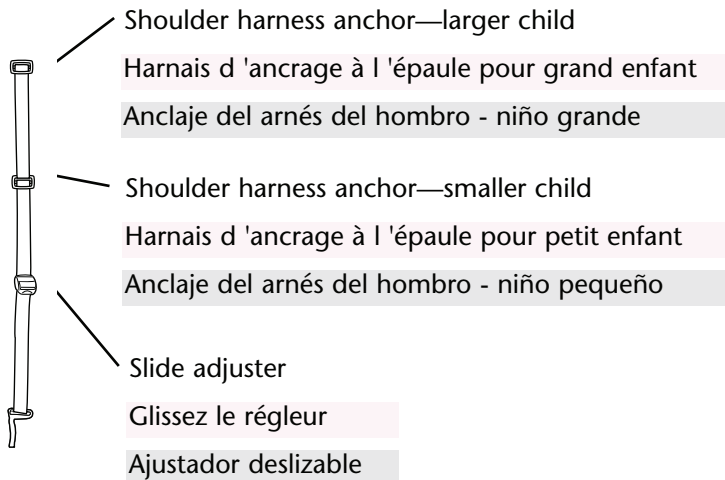 Shoulder harness anchor—larger child
Harnais d 'ancrage à l 'épaule pour grand enfant
Anclaje del arnés del hombro - niño grande
Shoulder harness anchor—smaller child
Harnais d 'ancrage à l 'épaule pour petit enfant
Anclaje del arnés del hombro - niño pequeño
Slide adjuster
Glissez le régleur
Ajustador deslizable